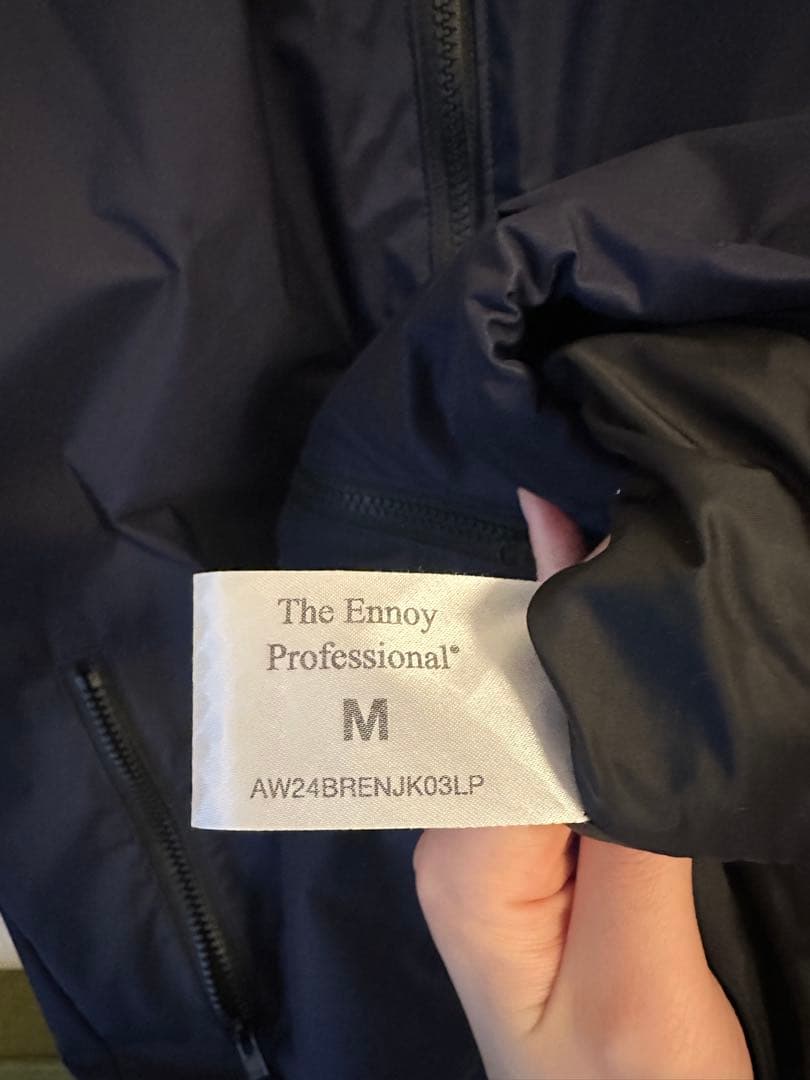 The Ennoy
Professional®
M
AW24BRENJK03LP